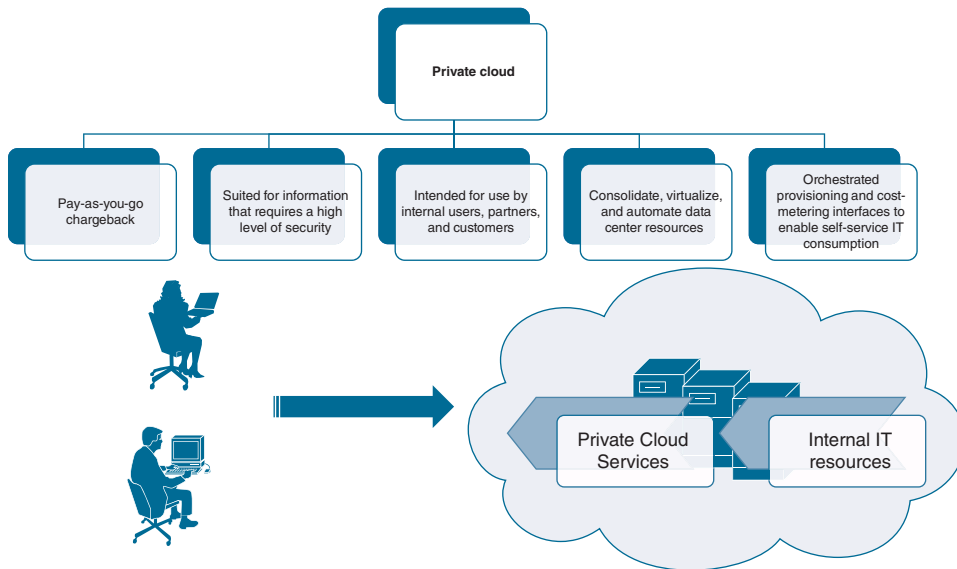 Private cloud
Pay-as-you-go
chargeback
Suited for information
that requires a high
level of security
Intended for use by
internal users, partners,
and customers
Consolidate, virtualize,
and automate data
center resources
Orchestrated
provisioning and cost-
metering interfaces to
enable self-service IT
consumption
Private Cloud
Services
Internal IT
resources